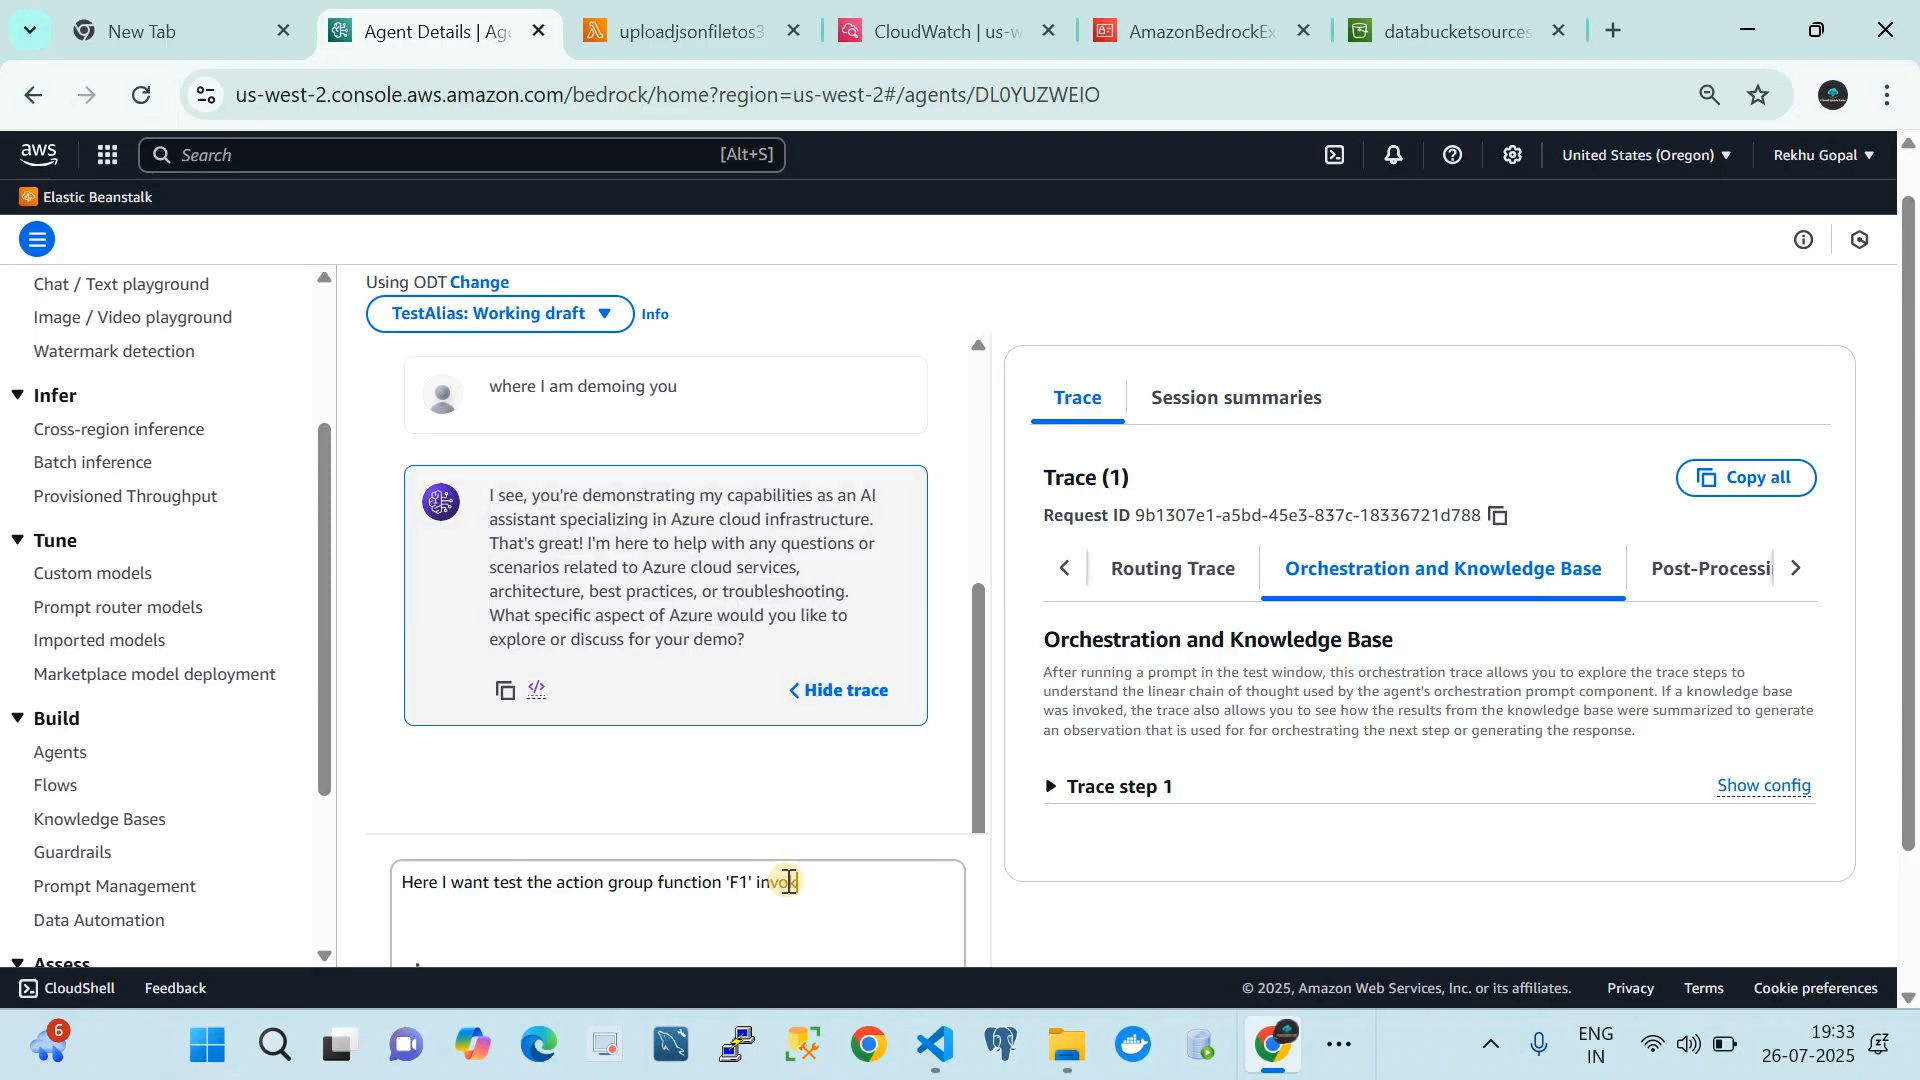 New Tab
Agent Details | Age
uploadjsonfiletos3
CloudWatch | us-w
AmazonBedrockEx
databucketsources
us-west-2.console.aws.amazon.com/bedrock/home?region=us-west-2#/agents/DL0YUZWEIO
aws
Search
[Alt+S]
United States (Oregon)
Rekhu Gopal
Elastic Beanstalk
Chat / Text playground
Image / Video playground
Watermark detection
Infer
Cross-region inference
Batch inference
Provisioned Throughput
Tune
Custom models
Prompt router models
Imported models
Marketplace model deployment
Build
Agents
Flows
Knowledge Bases
Guardrails
Prompt Management
Data Automation
Assess
Using ODT Change
TestAlias: Working draft
Info
where I am demoing you
I see, you're demonstrating my capabilities as an AI
assistant specializing in Azure cloud infrastructure.
That's great! I'm here to help with any questions or
scenarios related to Azure cloud services,
architecture, best practices, or troubleshooting.
What specific aspect of Azure would you like to
explore or discuss for your demo?
Hide trace
Here I want test the action group function 'F1' invok
Trace
Session summaries
Trace (1)
Copy all
Request ID 9b1307e1-a5bd-45e3-837c-18336721d788
Routing Trace
Orchestration and Knowledge Base
Post-Processi
Orchestration and Knowledge Base
After running a prompt in the test window, this orchestration trace allows you to explore the trace steps to
understand the linear chain of thought used by the agent's orchestration prompt component. If a knowledge base
was invoked, the trace also allows you to see how the results from the knowledge base were summarized to generate
an observation that is used for for orchestrating the next step or generating the response.
Trace step 1
Show config
CloudShell
Feedback
© 2025, Amazon Web Services, Inc. or its affiliates.
Privacy
Terms
Cookie preferences
6
ENG
IN
19:33
26-07-2025